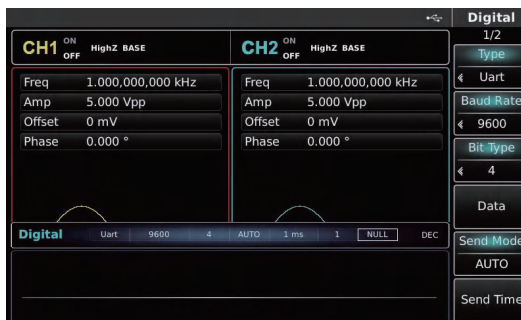 Digital
1/2
CH1 ON OFF HighZ BASE
CH2 ON OFF HighZ BASE
Type
Uart
Freq 1.000,000,000 kHz
Amp 5.000 Vpp
Offset 0 mV
Phase 0.000 °
Freq 1.000,000,000 kHz
Amp 5.000 Vpp
Offset 0 mV
Phase 0.000 °
Baud Rate
9600
Bit Type
4
Data
Digital Uart 9600 4 AUTO 1 ms 1 NULL DEC
Send Mode
AUTO
Send Time